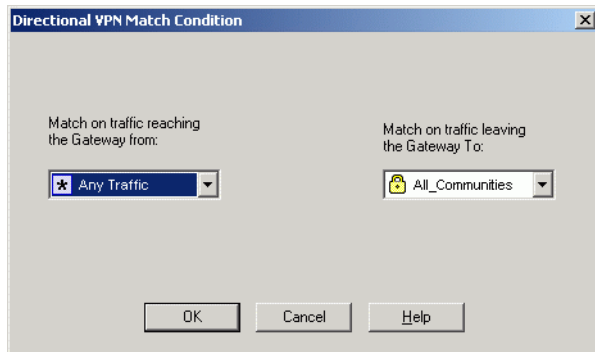 Directional VPN Match Condition
Match on traffic reaching
the Gateway from:
Any Traffic
Match on traffic leaving
the Gateway To:
All_Communities
OK
Cancel
Help